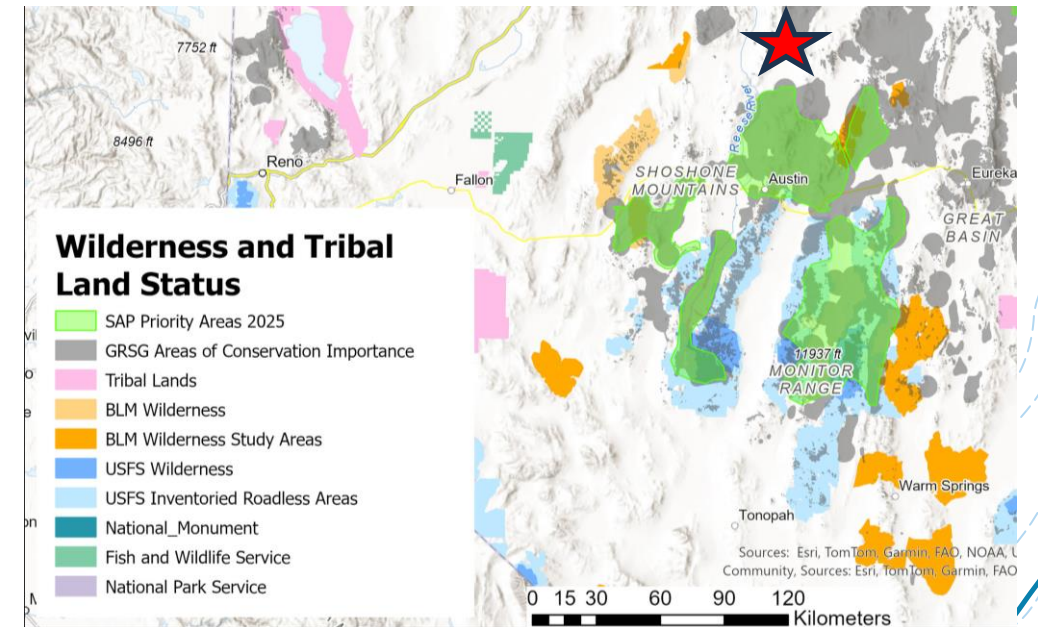 7752 ft
8496 ft
Reno
Fallon
Reese River
SHOSHONE
MOUNTAINS
Austin
Eureka
GREAT
BASIN
11937 ft
MONITOR
RANGE
Warm Springs
Tonopah
Wilderness and Tribal
Land Status
SAP Priority Areas 2025
GRSG Areas of Conservation Importance
Tribal Lands
BLM Wilderness
BLM Wilderness Study Areas
USFS Wilderness
USFS Inventoried Roadless Areas
National_Monument
Fish and Wildlife Service
National Park Service
Sources: Esri, TomTom, Garmin, FAO, NOAA, U
Community, Sources: Esri, TomTom, Garmin, FAO
0 15 30 60 90 120
Kilometers